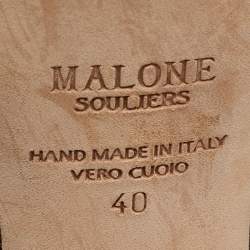 MALONE
SOULIERS
HAND MADE IN ITALY
VERO CUOIO
40